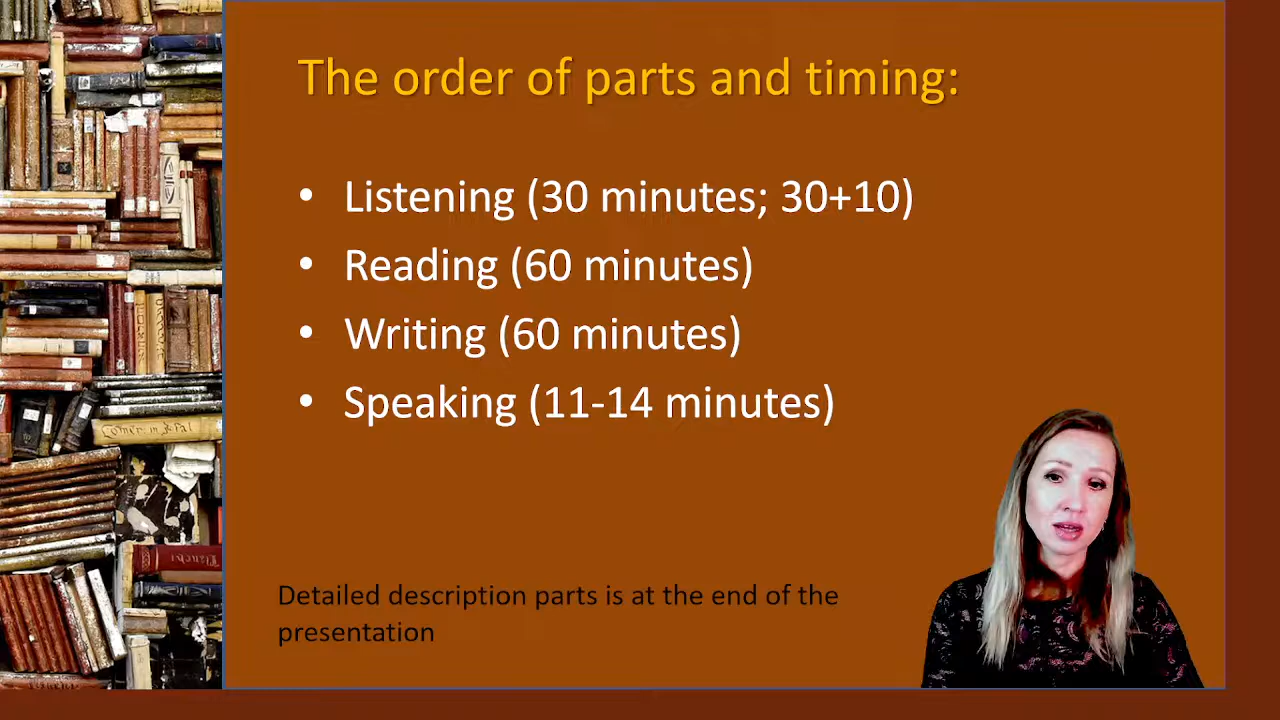 The order of parts and timing:
• Listening (30 minutes; 30+10)
• Reading (60 minutes)
• Writing (60 minutes)
• Speaking (11-14 minutes)
Detailed description parts is at the end of the
presentation